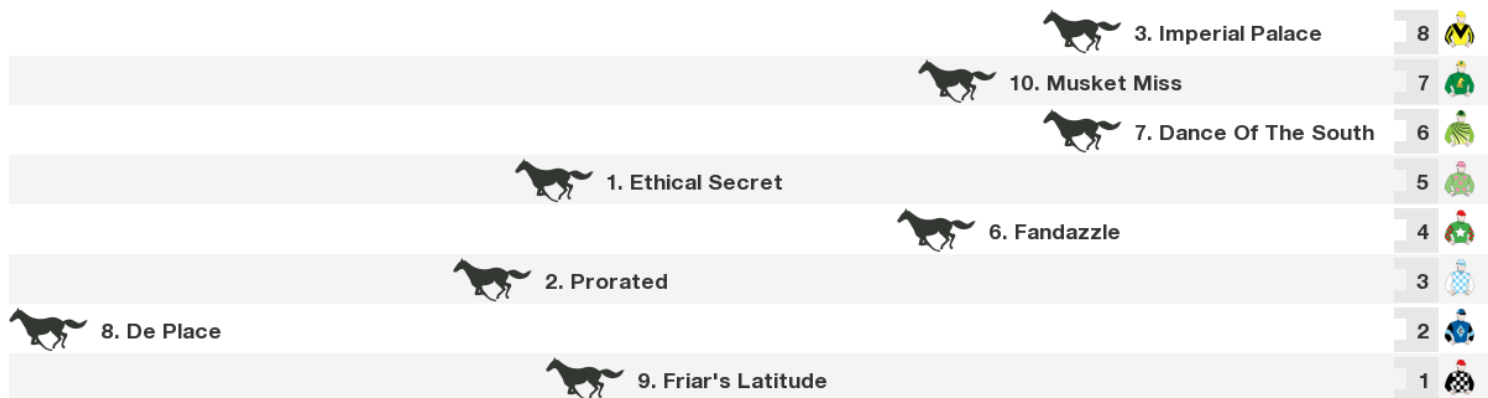 3. Imperial Palace 8
10. Musket Miss 7
7. Dance Of The South 6
1. Ethical Secret 5
6. Fandazzle 4
2. Prorated 3
8. De Place 2
9. Friar's Latitude 1